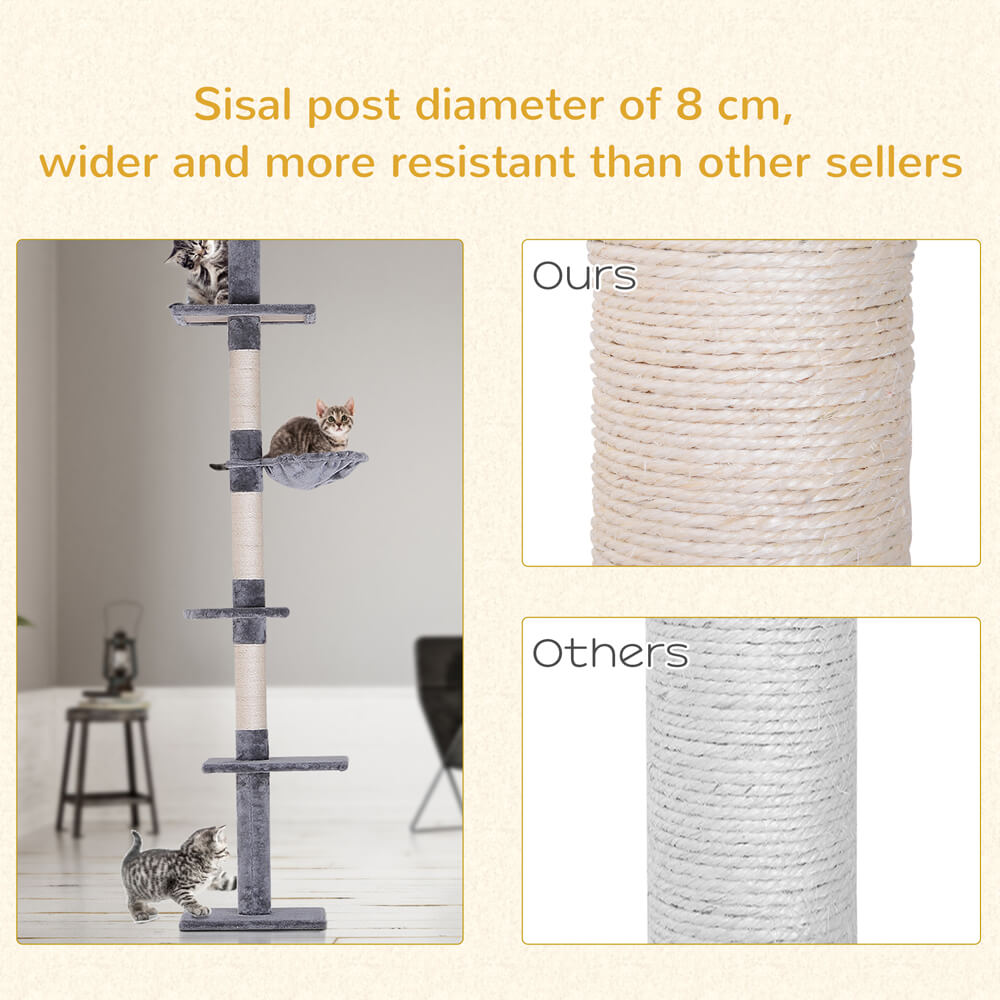 Sisal post diameter of 8 cm,
wider and more resistant than other sellers
Ours
Others